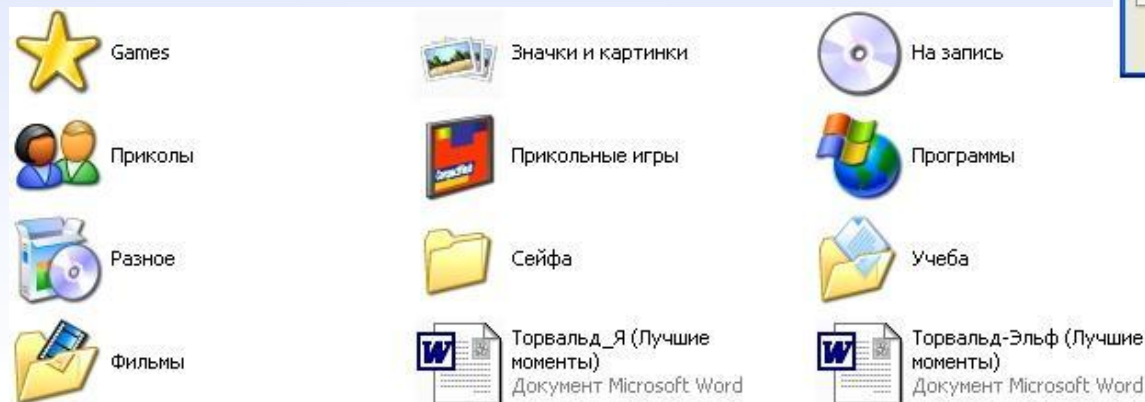 Games
Значки и картинки
На запись
Приколы
Прикольные игры
Программы
Разное
Сейфа
Учеба
Фильмы
Торвальд_Я (Лучшие
моменты)
Документ Microsoft Word
Торвальд-Эльф (Лучшие
моменты)
Документ Microsoft Word